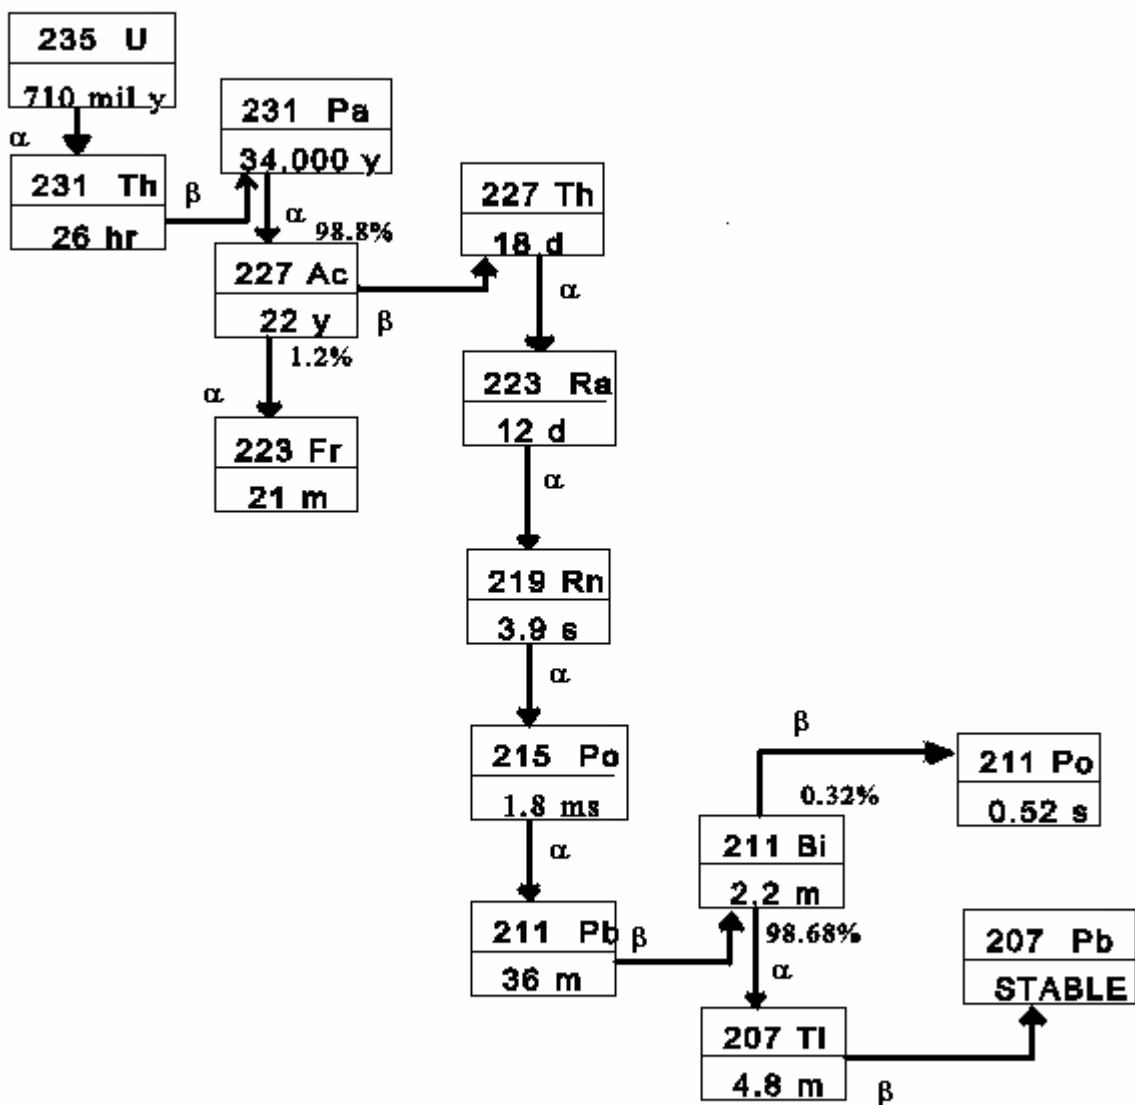 235 U
710 mil y
α
231 Th
26 hr
β
231 Pa
34,000 y
α
98.8%
227 Ac
22 y
β
1.2%
α
223 Fr
21 m
227 Th
18 d
α
223 Ra
12 d
α
219 Rn
3.9 s
α
215 Po
1.8 ms
α
211 Pb
36 m
β
211 Bi
2.2 m
β
0.32%
211 Po
0.52 s
98.68%
α
207 Tl
4.8 m
β
207 Pb
STABLE